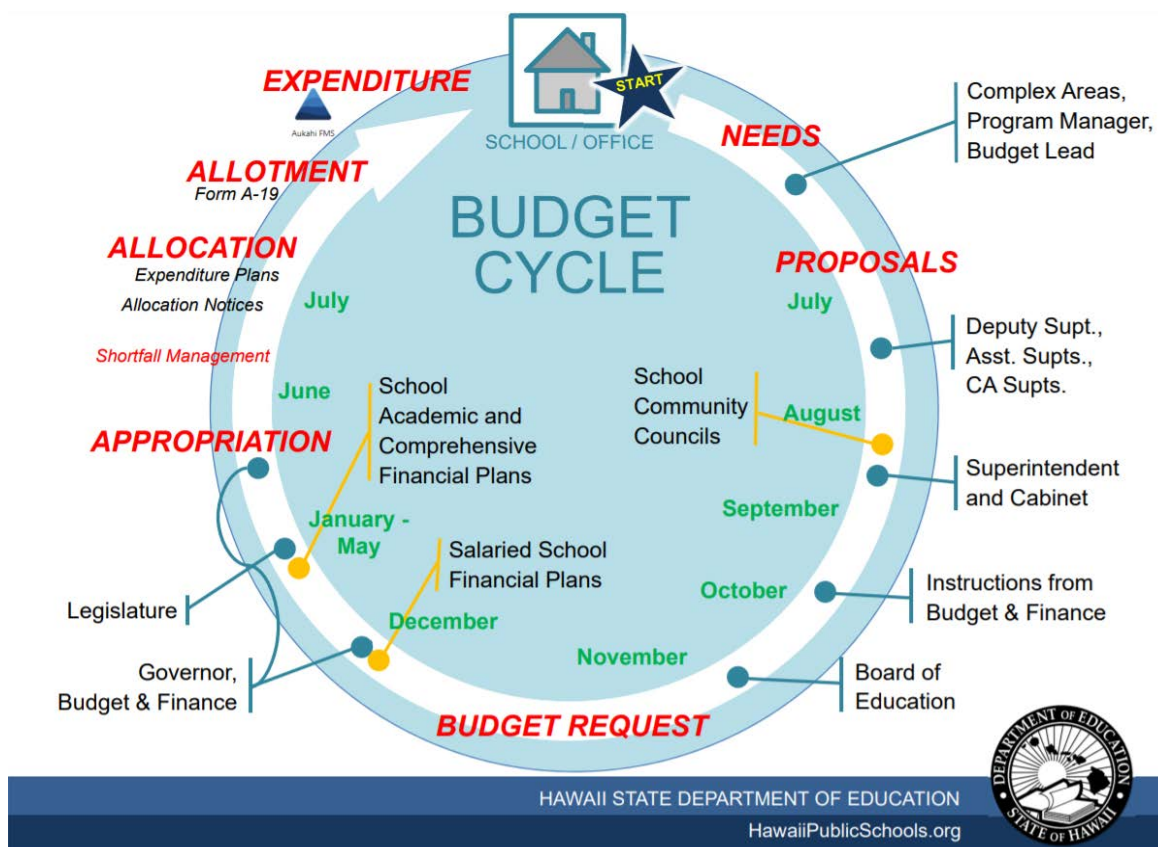 EXPENDITURE
Aukahi FMS
START
SCHOOL / OFFICE
NEEDS
Complex Areas,
Program Manager,
Budget Lead
ALLOTMENT
Form A-19
BUDGET
CYCLE
ALLOCATION
Expenditure Plans
Allocation Notices
July
PROPOSALS
July
Shortfall Management
Deputy Supt.,
Asst. Supts.,
CA Supts.
June
School
Academic and
Comprehensive
Financial Plans
School
Community
Councils
August
APPROPRIATION
Superintendent
and Cabinet
September
January -
May
Salaried School
Financial Plans
October
Instructions from
Budget & Finance
Legislature
December
November
Governor,
Budget & Finance
Board of
Education
BUDGET REQUEST
DEPARTMENT OF EDUCATION
STATE OF HAWAII
HAWAII STATE DEPARTMENT OF EDUCATION
HawaiiPublicSchools.org